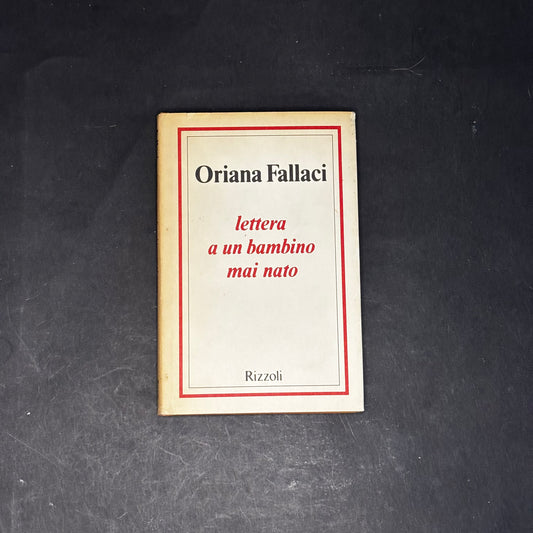 Oriana Fallaci
lettera
a un bambino
mai nato
Rizzoli